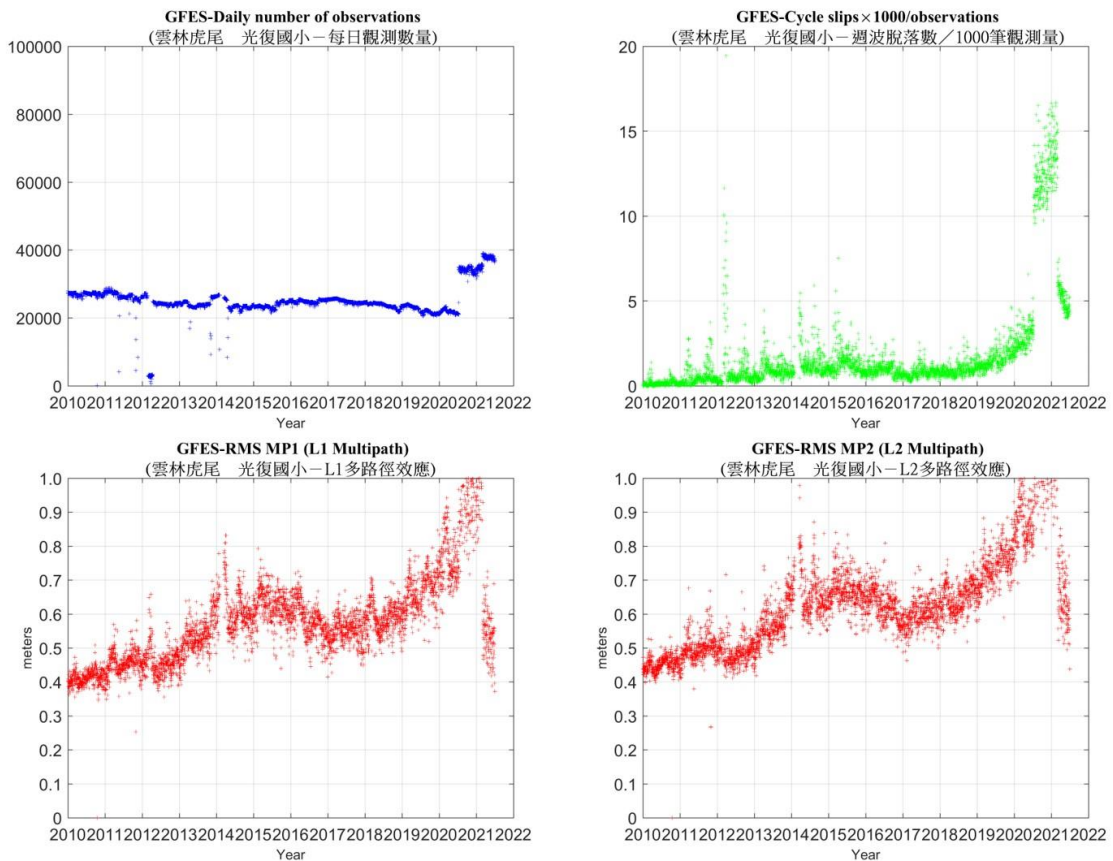 GFES-Daily number of observations
(雲林虎尾　光復國小－每日觀測數量)
100000
80000
60000
40000
20000
0
2010 2011 2012 2013 2014 2015 2016 2017 2018 2019 2020 2021 2022
Year
GFES-Cycle slips×1000/observations
(雲林虎尾　光復國小－週波脫落數／1000筆觀測量)
20
15
10
5
0
2010 2011 2012 2013 2014 2015 2016 2017 2018 2019 2020 2021 2022
Year
GFES-RMS MP1 (L1 Multipath)
(雲林虎尾　光復國小－L1多路徑效應)
meters
1.0
0.9
0.8
0.7
0.6
0.5
0.4
0.3
0.2
0.1
0
2010 2011 2012 2013 2014 2015 2016 2017 2018 2019 2020 2021 2022
Year
GFES-RMS MP2 (L2 Multipath)
(雲林虎尾　光復國小－L2多路徑效應)
meters
1.0
0.9
0.8
0.7
0.6
0.5
0.4
0.3
0.2
0.1
0
2010 2011 2012 2013 2014 2015 2016 2017 2018 2019 2020 2021 2022
Year